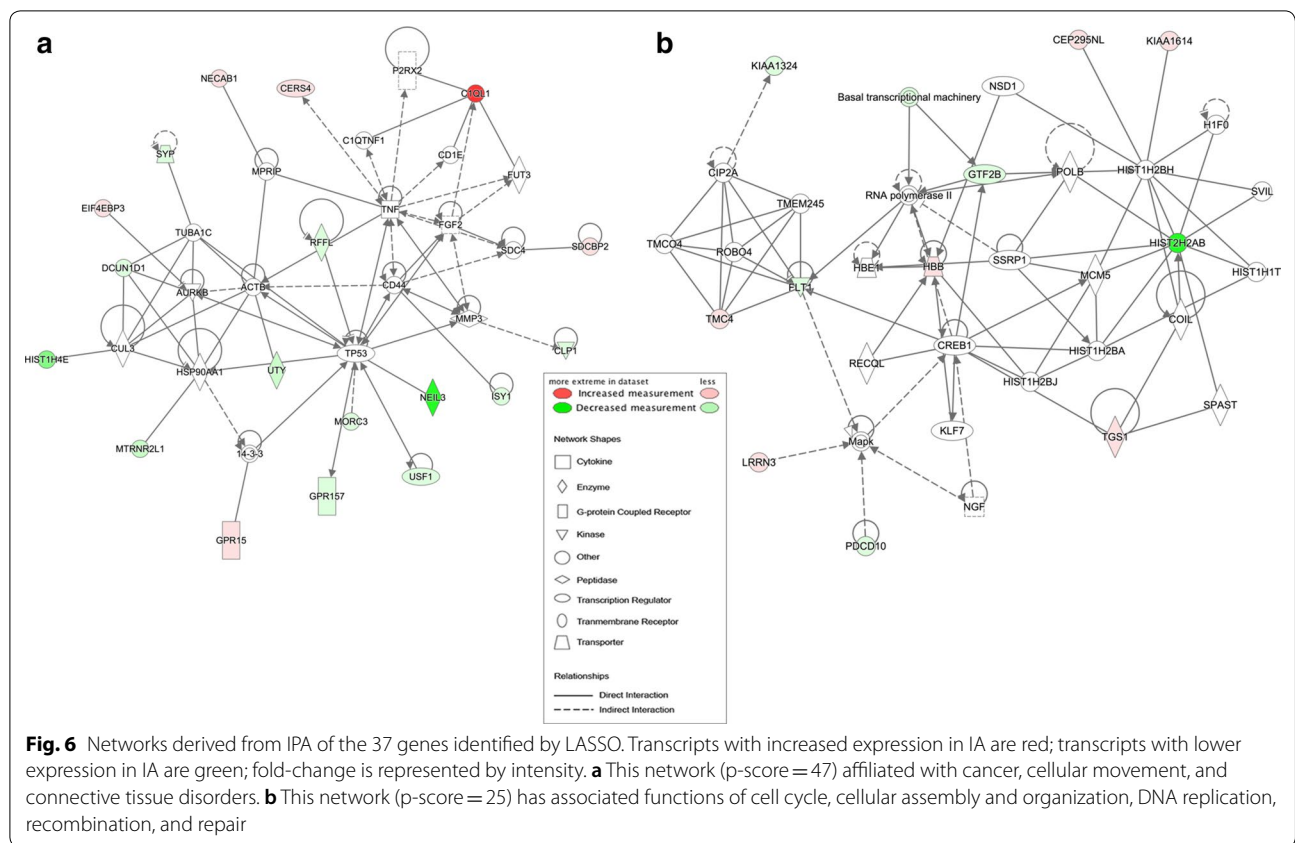 a
b
P2RX2
NECAB1
CERS4
C1QL1
C1QTNF1
CD1E
SYP
MPRIP
FUT3
EIF4EBP3
TNF
FGF2
TUBA1C
RFFL
SDC4
SDCBP2
DCUN1D1
AURKB
ACTB
CD44
MMP3
CUL3
TP53
CLP1
HIST1H4E
HSP90AA1
UTY
NEIL3
ISY1
MORC3
MTRNR2L1
14-3-3
USF1
GPR157
GPR15
CEP295NL
KIAA1614
KIAA1324
NSD1
Basal transcriptional machinery
H1F0
CIP2A
GTF2B
POLB
HIST1H2BH
RNA polymerase II
SVIL
TMEM245
TMCO4
ROBO4
HIST2H2AB
HBE1
HBB
SSRP1
MCM5
HIST1H1T
FLT1
TMC4
COIL
CREB1
HIST1H2BA
RECQL
HIST1H2BJ
SPAST
KLF7
TGS1
Mapk
LRRN3
NGF
PDCD10
more extreme in dataset less
Increased measurement
Decreased measurement
Network Shapes
Cytokine
Enzyme
G-protein Coupled Receptor
Kinase
Other
Peptidase
Transcription Regulator
Tranmembrane Receptor
Transporter
Relationships
Direct Interaction
Indirect Interaction
Fig. 6 Networks derived from IPA of the 37 genes identified by LASSO. Transcripts with increased expression in IA are red; transcripts with lower
expression in IA are green; fold-change is represented by intensity. a This network (p-score = 47) affiliated with cancer, cellular movement, and
connective tissue disorders. b This network (p-score = 25) has associated functions of cell cycle, cellular assembly and organization, DNA replication,
recombination, and repair